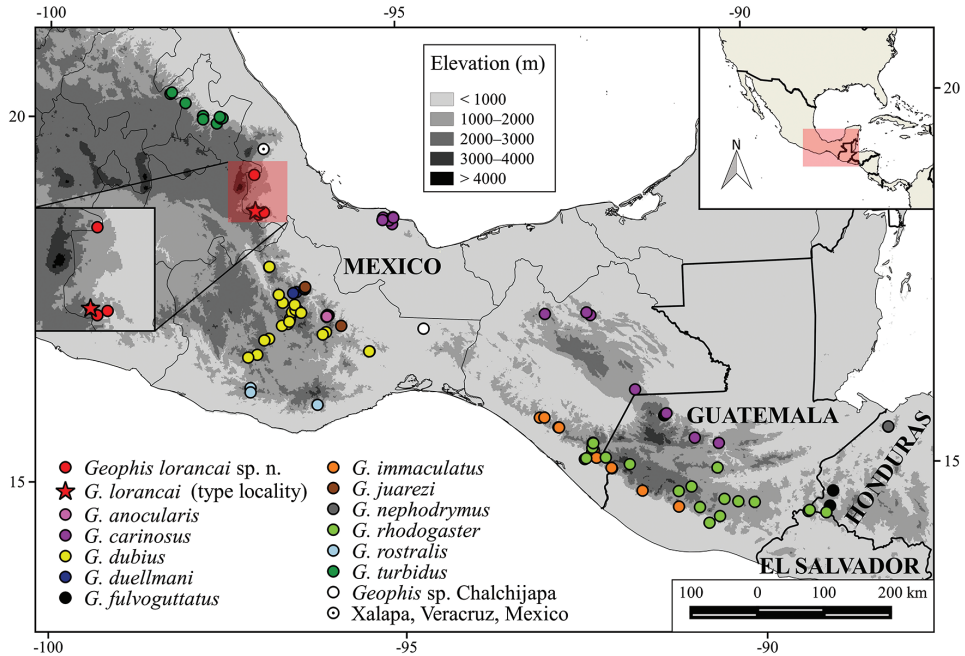 -100 -95 -90
20
15
20
15
-100 -95 -90
Elevation (m)
< 1000
1000–2000
2000–3000
3000–4000
> 4000
N
MEXICO
GUATEMALA
HONDURAS
EL SALVADOR
Geophis lorancai sp. n.
G. lorancai (type locality)
G. anocularis
G. carinosus
G. dubius
G. duellmani
G. fulvoguttatus
G. immaculatus
G. juarezi
G. nephodrymus
G. rhodogaster
G. rostralis
G. turbidus
Geophis sp. Chalchijapa
Xalapa, Veracruz, Mexico
100 0 100 200 km